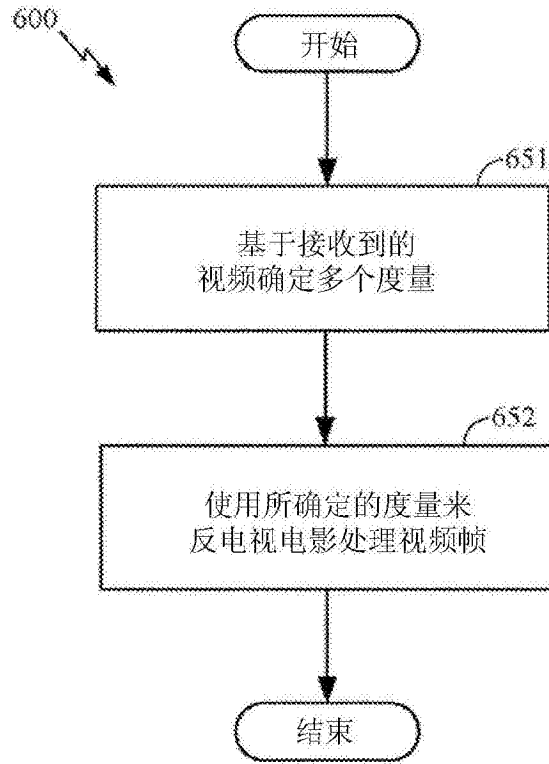 600
开始
651
基于接收到的
视频确定多个度量
652
使用所确定的度量来
反电视电影处理视频帧
结束